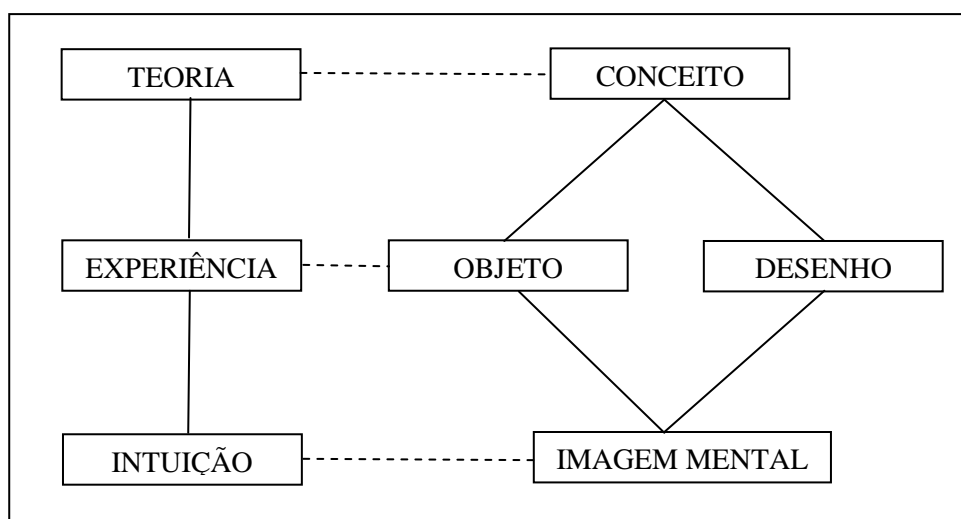 TEORIA
CONCEITO
EXPERIÊNCIA
OBJETO
DESENHO
INTUIÇÃO
IMAGEM MENTAL